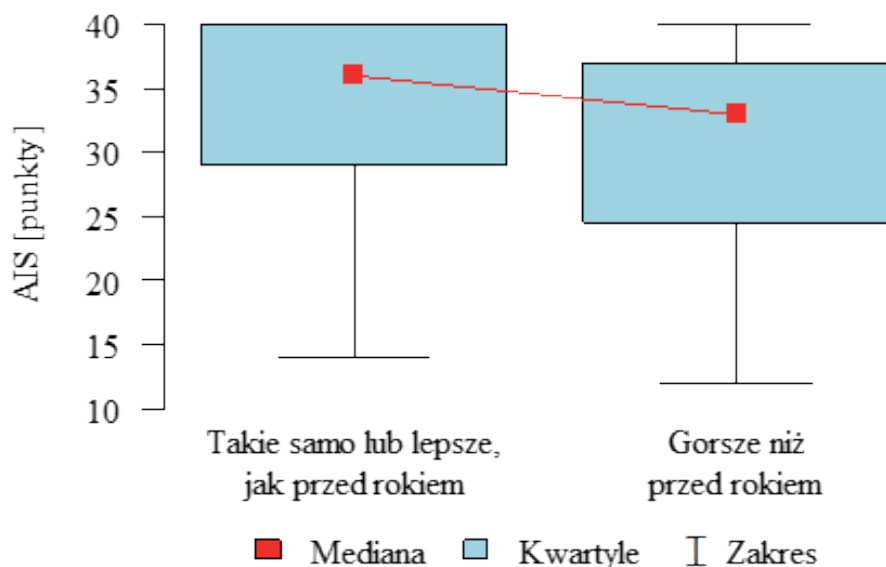 AIS [punkty]
40
35
30
25
20
15
10
Takie samo lub lepsze,
jak przed rokiem
Gorsze niż
przed rokiem
Mediana
Kwartyle
Zakres